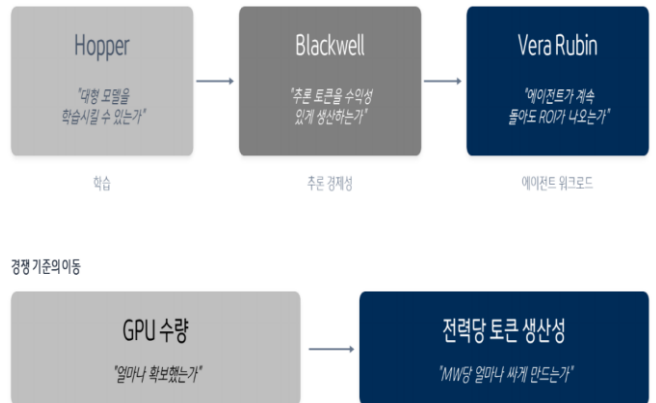 Hopper
Blackwell
Vera Rubin
"대형 모델을
학습시킬 수 있는가"
"추론 토큰을 수익성
있게 생산하는가"
"에이전트가 계속
돌아도 ROI가 나오는가"
학습
추론 경제성
에이전트 워크로드
경쟁 기준의 이동
GPU 수량
전력당 토큰 생산성
"얼마나 확보했는가"
"MW당 얼마나 싸게 만드는가"